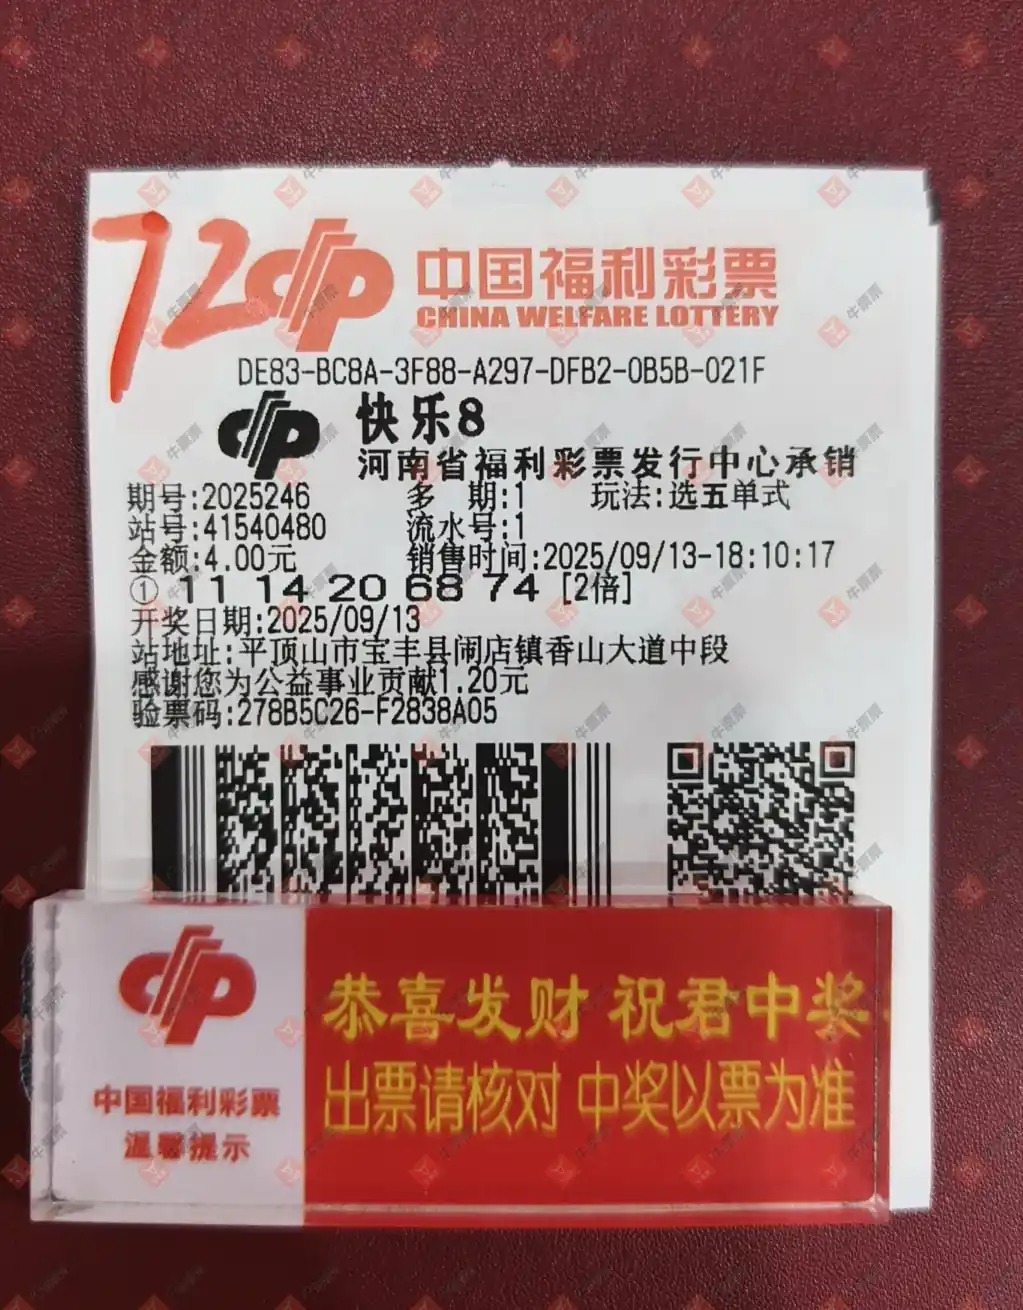 72
中国福利彩票
CHINA WELFARE LOTTERY
DE83-BC8A-3F88-A297-DFB2-0B5B-021F
快乐8
河南省福利彩票发行中心承销
期号:2025246 多 期:1 玩法:选五单式
站号:41540480 流水号:1
金额:4.00元 销售时间:2025/09/13-18:10:17
① 11 14 20 68 74 [2倍]
开奖日期:2025/09/13
站地址:平顶山市宝丰县闹店镇香山大道中段
感谢您为公益事业贡献1.20元
验票码:278B5C26-F2838A05
恭喜发财 祝君中奖
出票请核对 中奖以票为准
中国福利彩票
温馨提示
牛票票